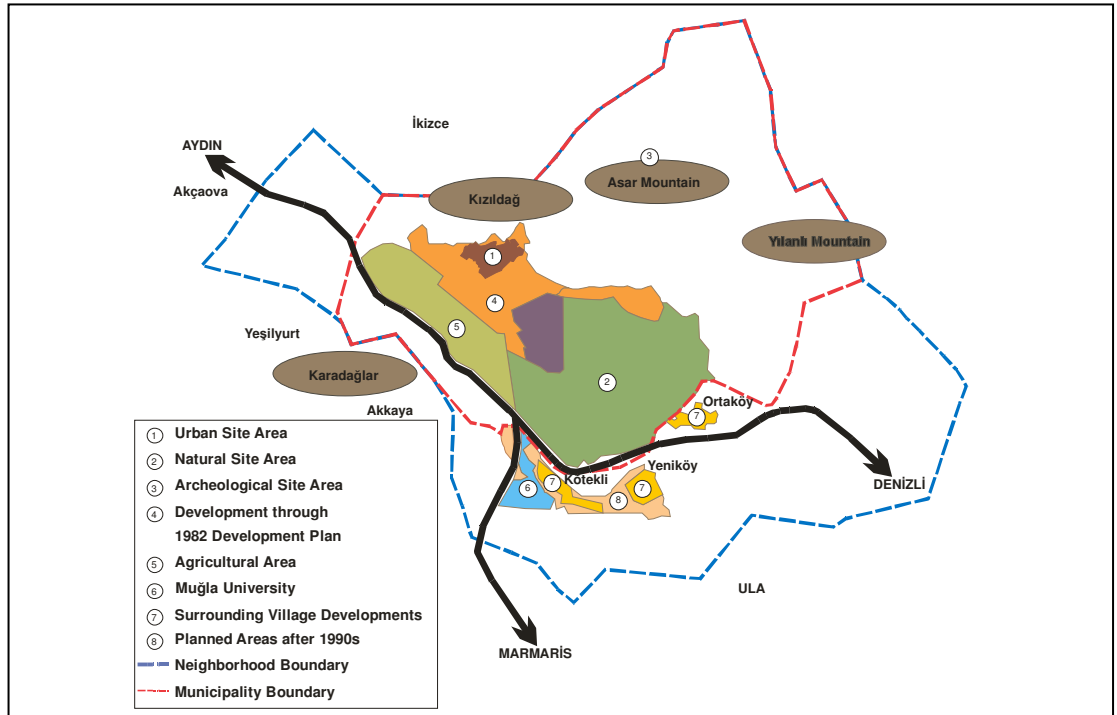 İkizce
AYDIN
3
Akçaova
Asar Mountain
Kızıldağ
Yılanlı Mountain
1
4
5
Yeşilyurt
Karadağlar
2
Akkaya
Ortaköy
7
Yeniköy
7
Kötekli
7
6
8
DENİZLİ
ULA
MARMARİS
1 Urban Site Area
2 Natural Site Area
3 Archeological Site Area
4 Development through
1982 Development Plan
5 Agricultural Area
6 Muğla University
7 Surrounding Village Developments
8 Planned Areas after 1990s
Neighborhood Boundary
Municipality Boundary